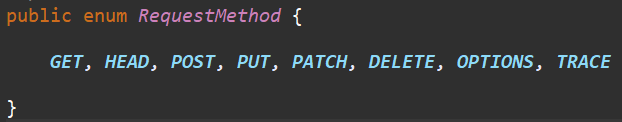 public enum RequestMethod {
GET, HEAD, POST, PUT, PATCH, DELETE, OPTIONS, TRACE
}